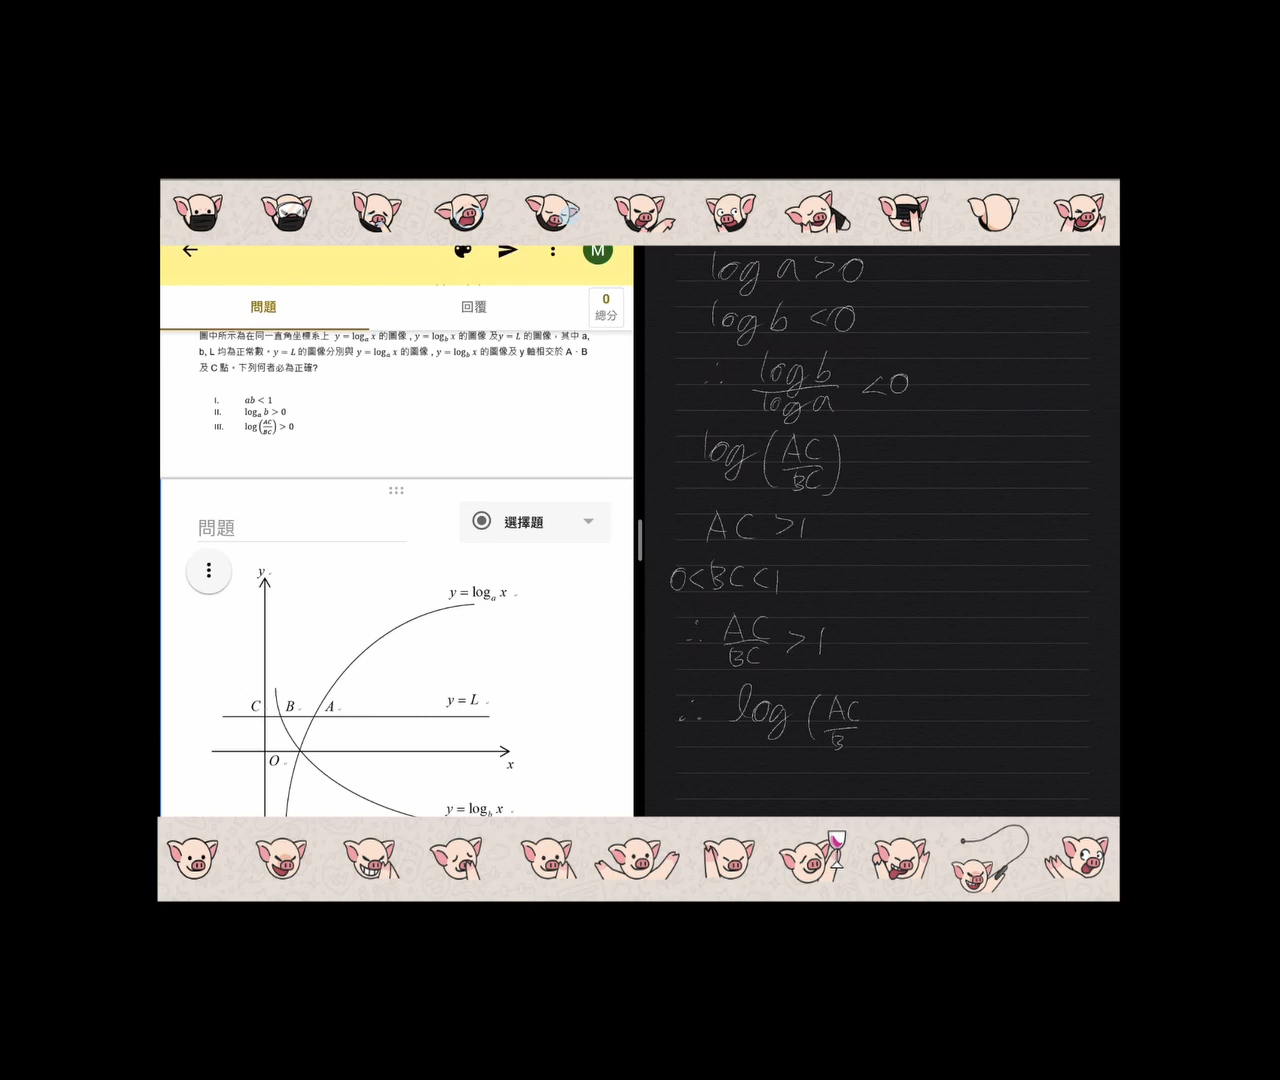 M
問題
回覆
0
總分
圖中所示為在同一直角坐標系上 y = logₐ x 的圖像 , y = log_b x 的圖像 及y = L 的圖像，其中 a,
b, L 均為正常數。y = L 的圖像分別與 y = logₐ x 的圖像 , y = log_b x 的圖像及 y 軸相交於 A、B
及 C 點。下列何者必為正確?
I. ab < 1
II. logₐ b > 0
III. log(AC/BC) > 0
問題
選擇題
y
y = logₐ x
C B A
y = L
O
x
y = log_b x
log a > 0
log b < 0
∴ log b / log a < 0
log (AC/BC)
AC > 1
0 < BC < 1
∴ AC/BC > 1
∴ log (AC/B